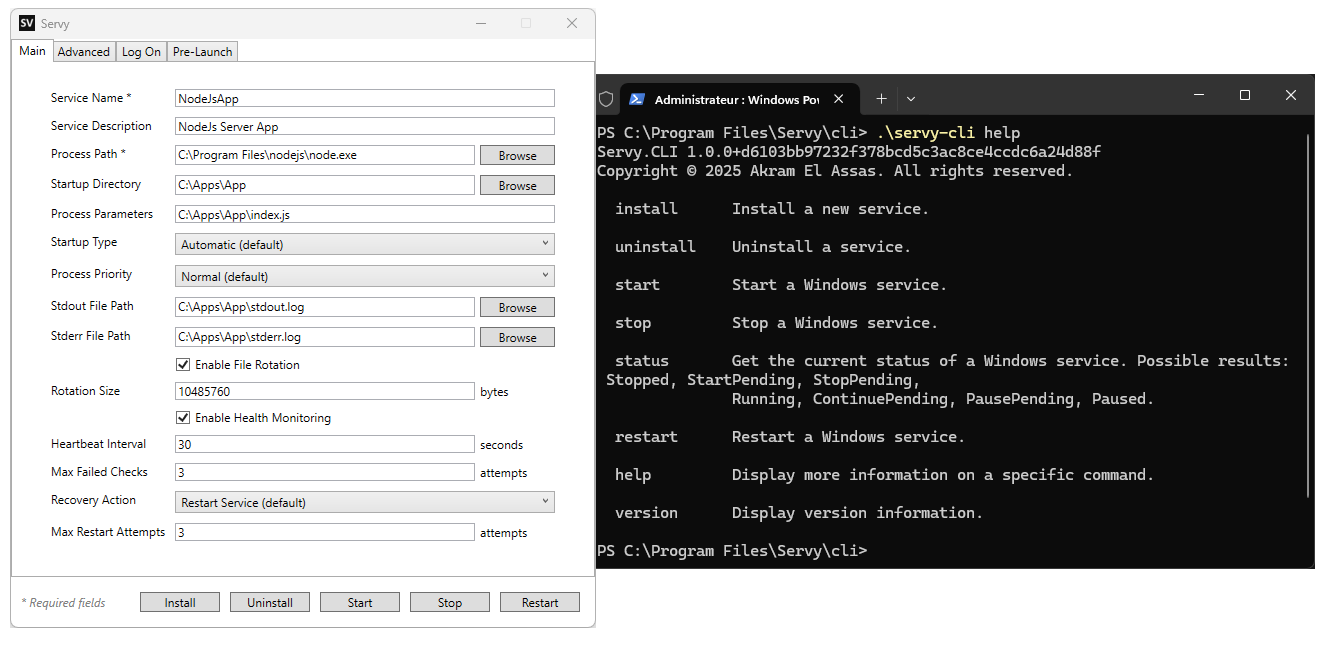 SV Servy
Main Advanced Log On Pre-Launch
Service Name * NodeJsApp
Service Description NodeJs Server App
Process Path * C:\Program Files\nodejs\node.exe Browse
Startup Directory C:\Apps\App Browse
Process Parameters C:\Apps\App\index.js
Startup Type Automatic (default)
Process Priority Normal (default)
Stdout File Path C:\Apps\App\stdout.log Browse
Stderr File Path C:\Apps\App\stderr.log Browse
Enable File Rotation
Rotation Size 10485760 bytes
Enable Health Monitoring
Heartbeat Interval 30 seconds
Max Failed Checks 3 attempts
Recovery Action Restart Service (default)
Max Restart Attempts 3 attempts
* Required fields Install Uninstall Start Stop Restart
Administrateur : Windows Pov
PS C:\Program Files\Servy\cli> .\servy-cli help
Servy.CLI 1.0.0+d6103bb97232f378bcd5c3ac8ce4ccdc6a24d88f
Copyright © 2025 Akram El Assas. All rights reserved.
install Install a new service.
uninstall Uninstall a service.
start Start a Windows service.
stop Stop a Windows service.
status Get the current status of a Windows service. Possible results:
Stopped, StartPending, StopPending,
Running, ContinuePending, PausePending, Paused.
restart Restart a Windows service.
help Display more information on a specific command.
version Display version information.
PS C:\Program Files\Servy\cli>